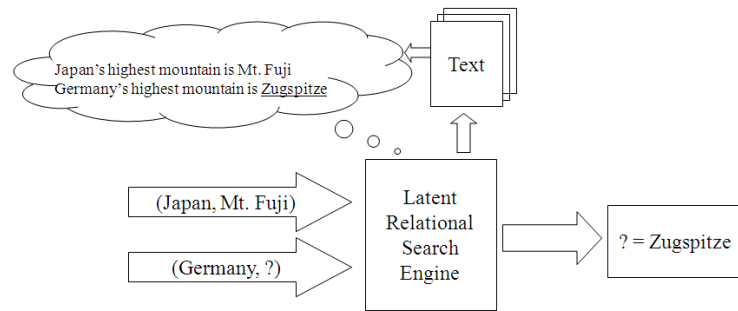 Japan's highest mountain is Mt. Fuji
Germany's highest mountain is Zugspitze
Text
(Japan, Mt. Fuji)
(Germany, ?)
Latent
Relational
Search
Engine
? = Zugspitze